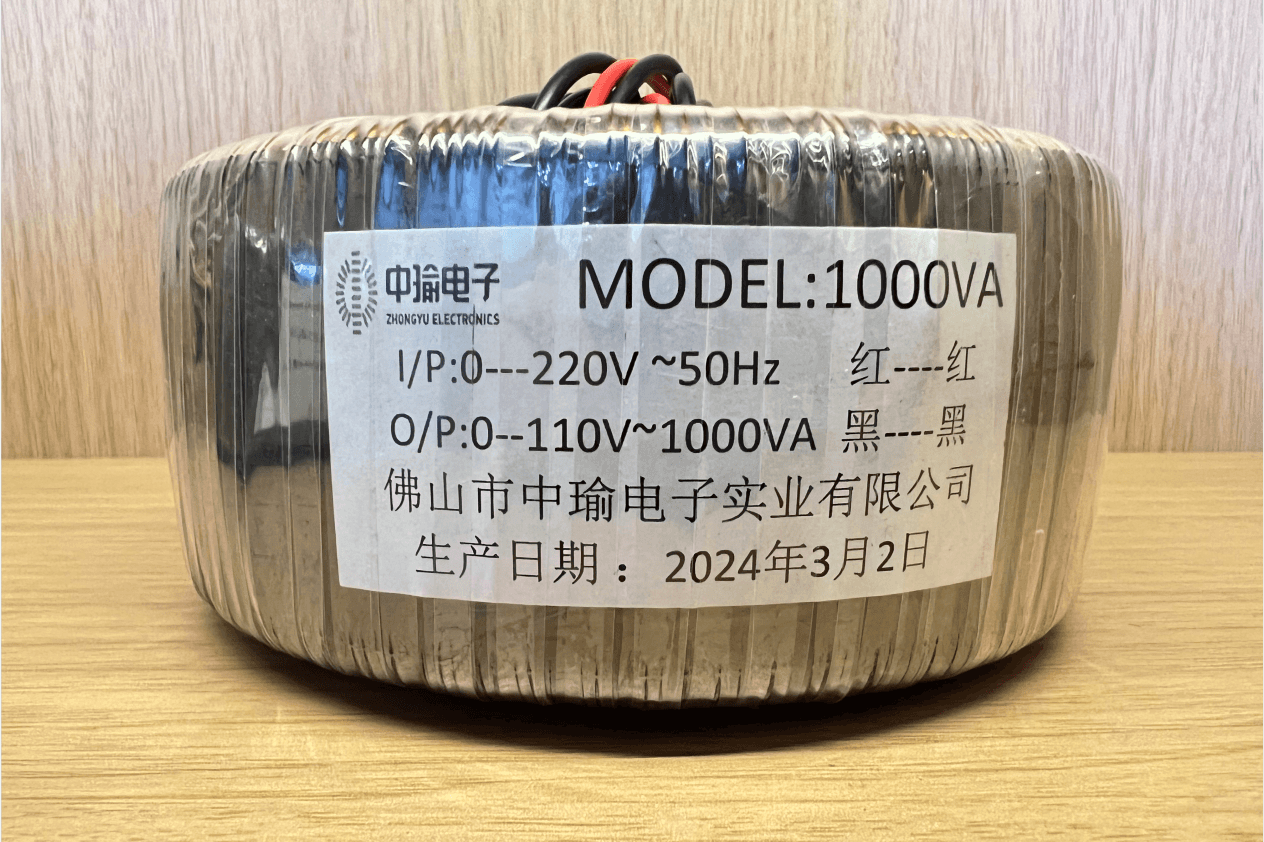 中瑜电子
ZHONGYU ELECTRONICS
MODEL:1000VA
I/P:0---220V ~50Hz 红----红
O/P:0--110V~1000VA 黑----黑
佛山市中瑜电子实业有限公司
生产日期：2024年3月2日